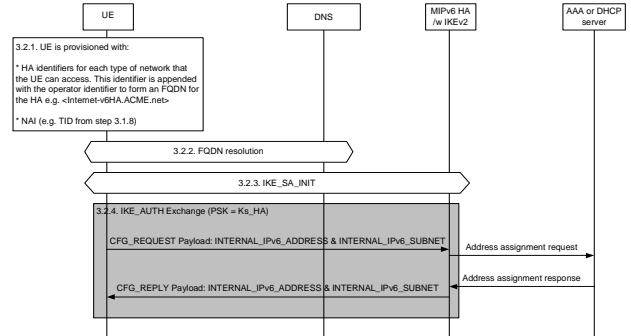 UE
DNS
MIPv6 HA
/w IKEv2
AAA or DHCP
server
3.2.1. UE is provisioned with:
* HA identifiers for each type of network that
the UE can access. This identifier is appended
with the operator identifier to form an FQDN for
the HA e.g. <Internet-v6HA.ACME.net>
* NAI (e.g. TID from step 3.1.8)
3.2.2. FQDN resolution
3.2.3. IKE_SA_INIT
3.2.4. IKE_AUTH Exchange (PSK = Ks_HA)
CFG_REQUEST Payload: INTERNAL_IPv6_ADDRESS & INTERNAL_IPv6_SUBNET
Address assignment request
Address assignment response
CFG_REPLY Payload: INTERNAL_IPv6_ADDRESS & INTERNAL_IPv6_SUBNET